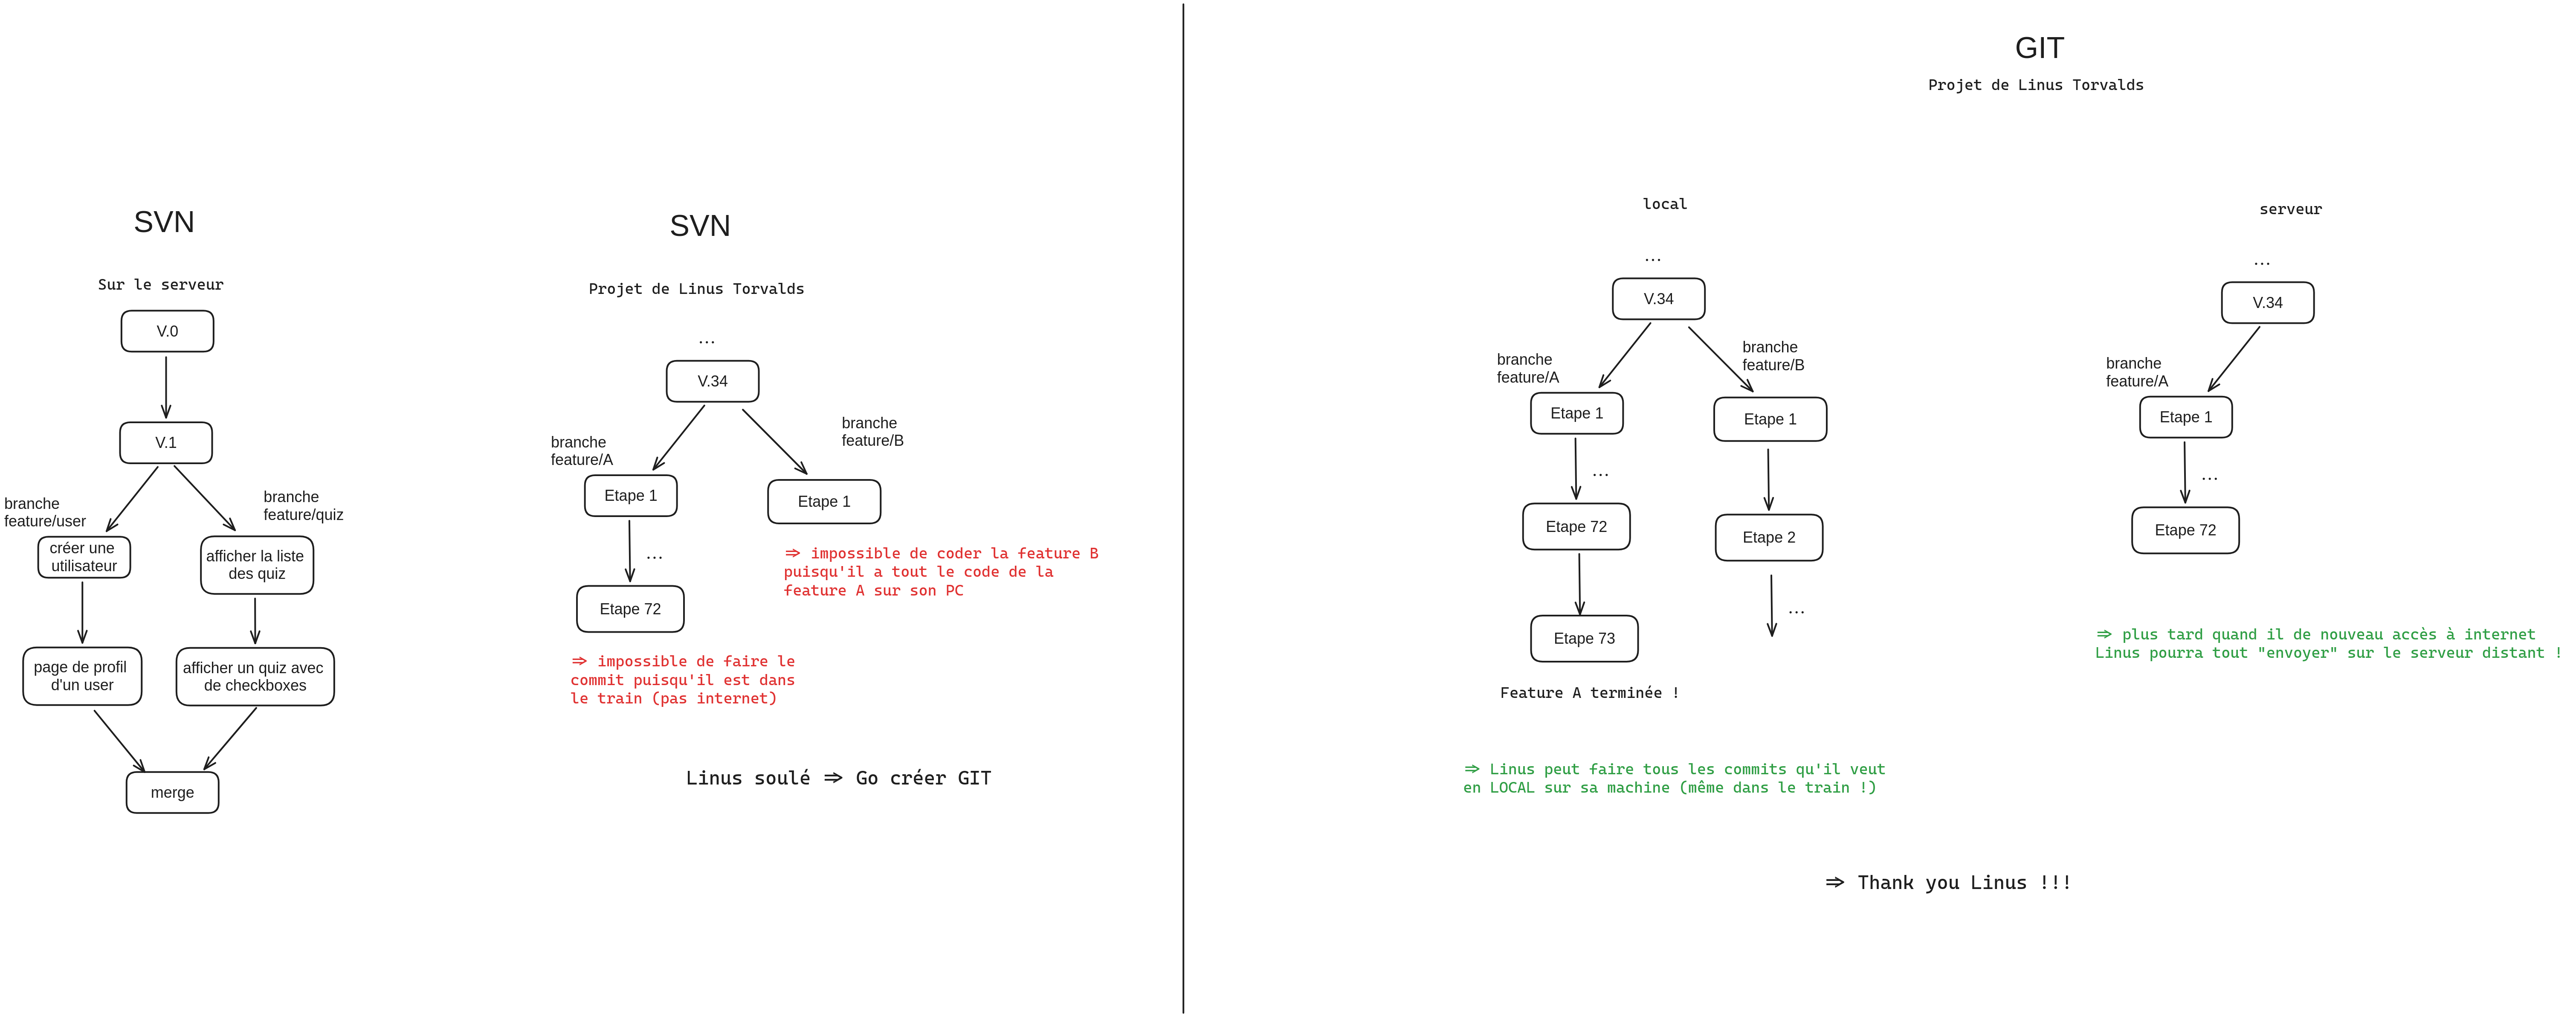 SVN
Sur le serveur
V.0
V.1
branche
feature/user
branche
feature/quiz
créer une
utilisateur
afficher la liste
des quiz
page de profil
d'un user
afficher un quiz avec
de checkboxes
merge
SVN
Projet de Linus Torvalds
...
V.34
branche
feature/A
branche
feature/B
Etape 1
Etape 1
...
Etape 72
⇒ impossible de coder la feature B
puisqu'il a tout le code de la
feature A sur son PC
⇒ impossible de faire le
commit puisqu'il est dans
le train (pas internet)
Linus soulé ⇒ Go créer GIT
GIT
Projet de Linus Torvalds
local
...
V.34
branche
feature/A
branche
feature/B
Etape 1
Etape 1
...
Etape 72
Etape 2
...
Etape 73
Feature A terminée !
⇒ Linus peut faire tous les commits qu'il veut
en LOCAL sur sa machine (même dans le train !)
serveur
...
V.34
branche
feature/A
Etape 1
...
Etape 72
⇒ plus tard quand il de nouveau accès à internet
Linus pourra tout "envoyer" sur le serveur distant !
⇒ Thank you Linus !!!